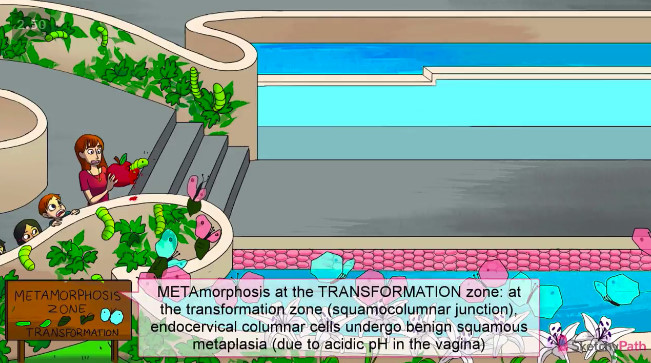 2:50
METAMORPHOSIS
ZONE
TRANSFORMATION
METAmorphosis at the TRANSFORMATION zone: at
the transformation zone (squamocolumnar junction),
endocervical columnar cells undergo benign squamous
metaplasia (due to acidic pH in the vagina)
SketchyPath